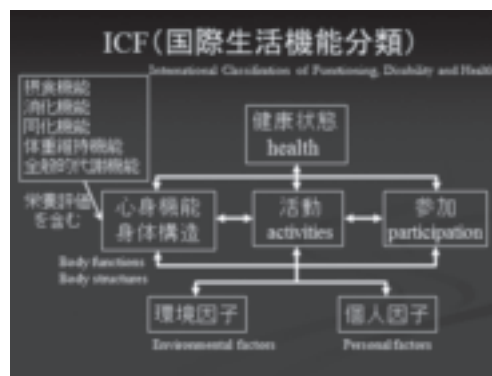 ICF(国際生活機能分類)
International Classification of Functioning, Disability and Health
摂食機能
消化機能
同化機能
体重維持機能
全般的代謝機能
健康状態
health
栄養評価
を含む
心身機能
身体構造
活動
activities
参加
participation
Body functions
Body structures
環境因子
個人因子
Environmental factors
Personal factors